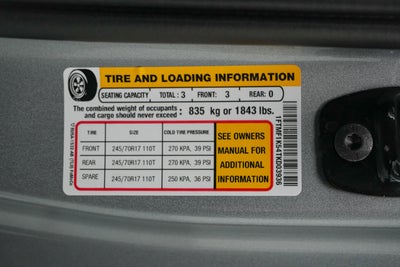 TIRE AND LOADING INFORMATION
SEATING CAPACITY TOTAL : 3 FRONT: 3 REAR: 0
The combined weight of occupants
and cargo should never exceed : 835 kg or 1843 lbs.
TIRE SIZE COLD TIRE PRESSURE
FRONT 245/70R17 110T 270 KPA, 39 PSI
REAR 245/70R17 110T 270 KPA, 39 PSI
SPARE 245/70R17 110T 250 KPA, 36 PSI
SEE OWNERS
MANUAL FOR
ADDITIONAL
INFORMATION